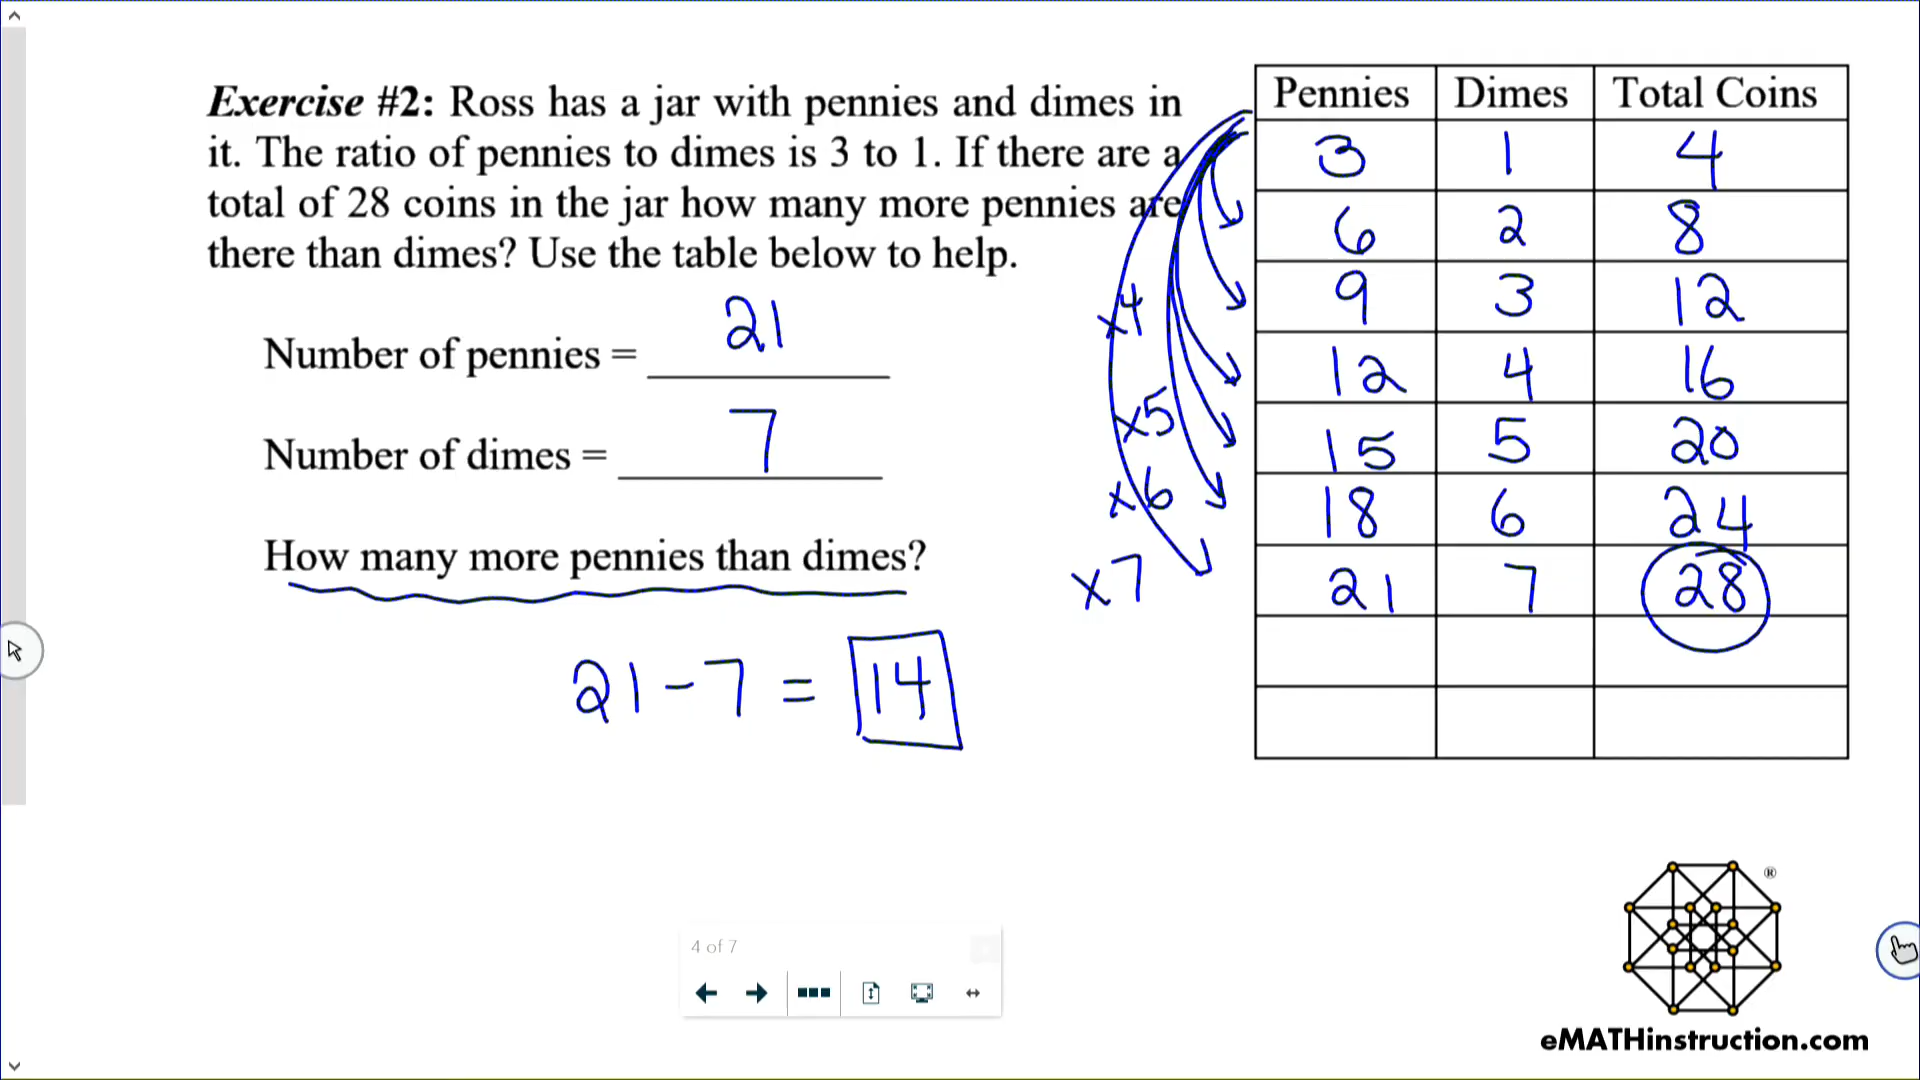 Exercise #2: Ross has a jar with pennies and dimes in
it. The ratio of pennies to dimes is 3 to 1. If there are a
total of 28 coins in the jar how many more pennies are
there than dimes? Use the table below to help.
Number of pennies = 21
Number of dimes = 7
How many more pennies than dimes?
21 - 7 = 14
x4
x5
x6
x7
Pennies Dimes Total Coins
3 1 4
6 2 8
9 3 12
12 4 16
15 5 20
18 6 24
21 7 28
4 of 7
®
eMATHinstruction.com